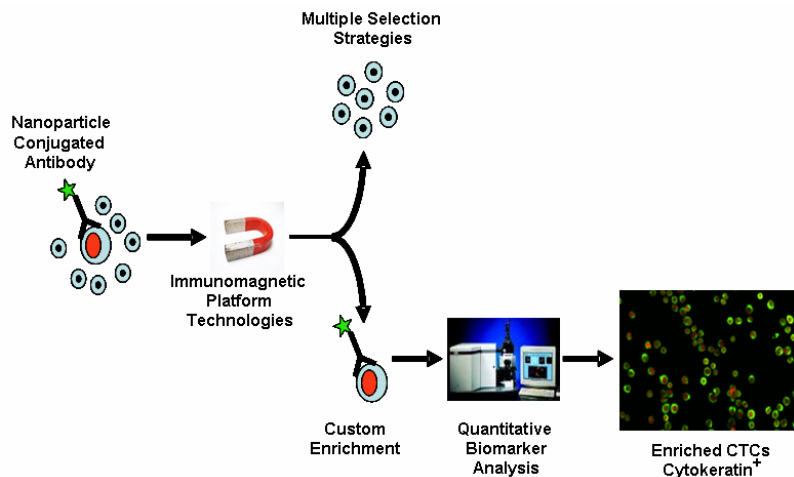 Multiple Selection
Strategies
Nanoparticle
Conjugated
Antibody
Immunomagnetic
Platform
Technologies
Custom
Enrichment
Quantitative
Biomarker
Analysis
Enriched CTCs
Cytokeratin⁺